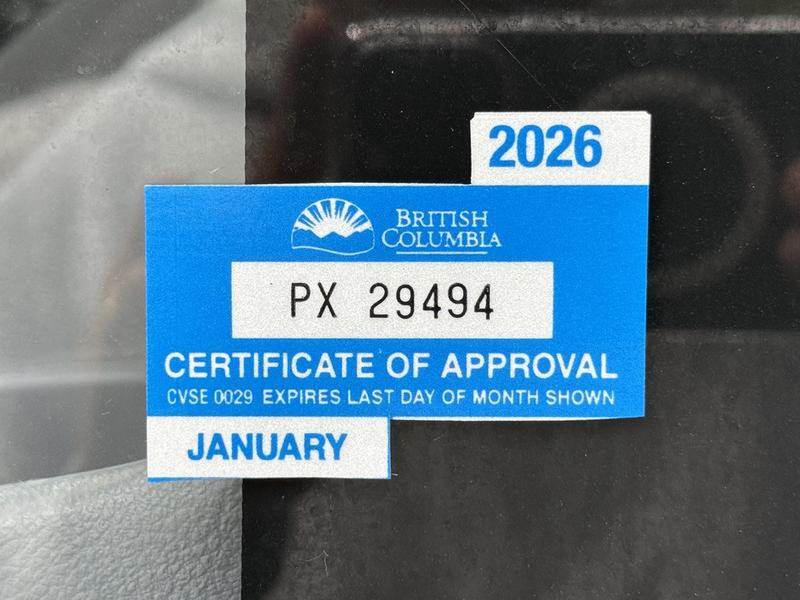 2026
BRITISH
COLUMBIA
PX 29494
CERTIFICATE OF APPROVAL
CVSE 0029 EXPIRES LAST DAY OF MONTH SHOWN
JANUARY